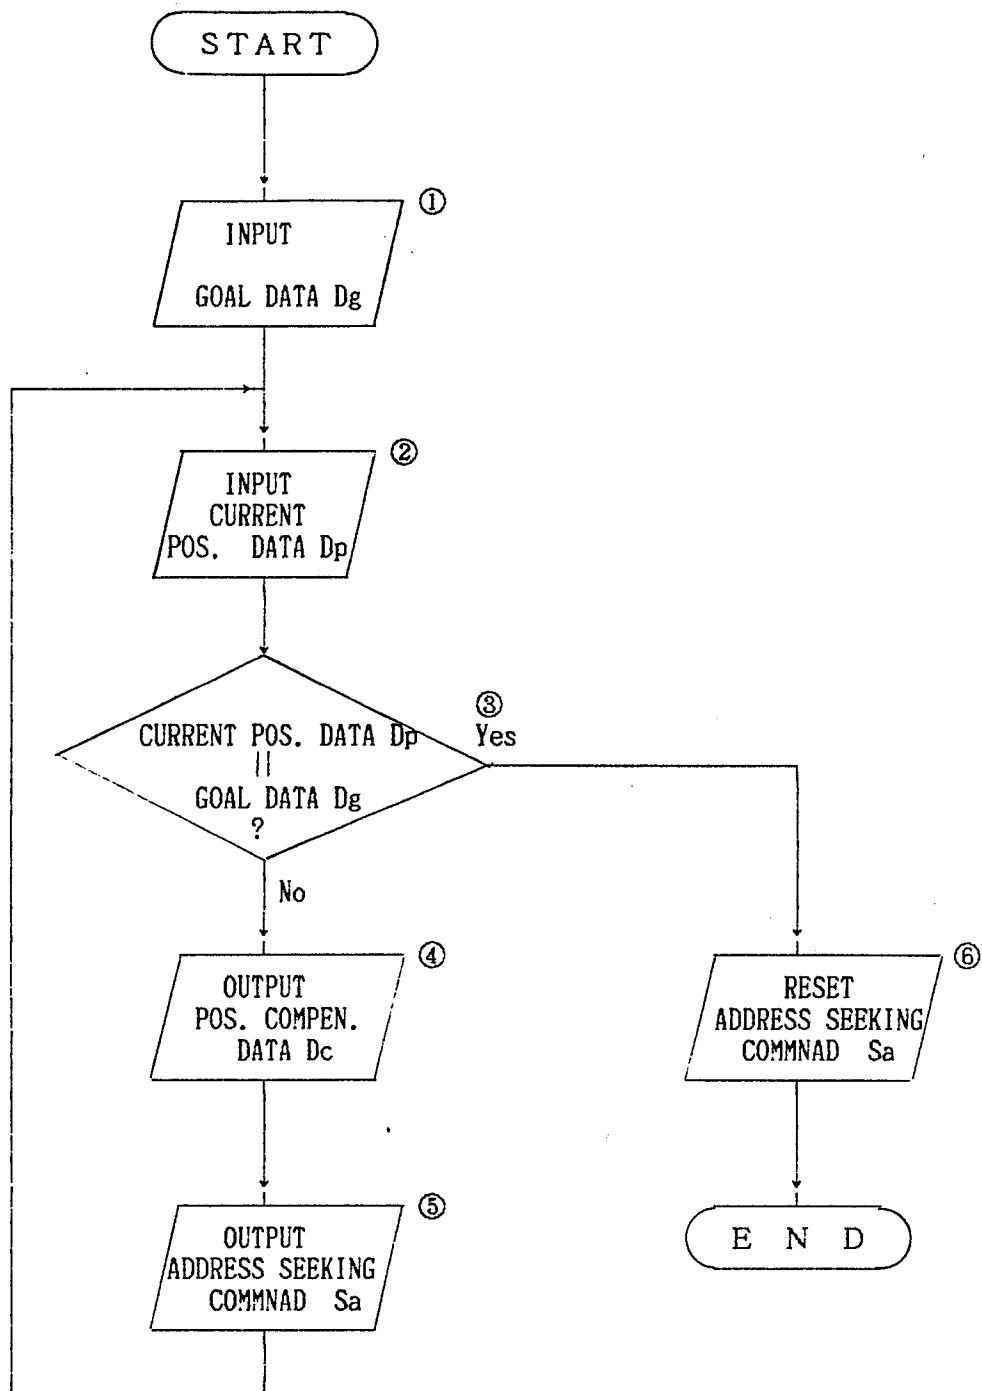 START
①
INPUT
GOAL DATA Dg
②
INPUT
CURRENT
POS. DATA Dp
③
CURRENT POS. DATA Dp
Yes
||
GOAL DATA Dg
?
No
④
OUTPUT
POS. COMPEN.
DATA Dc
⑤
OUTPUT
ADDRESS SEEKING
COMMNAD Sa
⑥
RESET
ADDRESS SEEKING
COMMNAD Sa
E N D